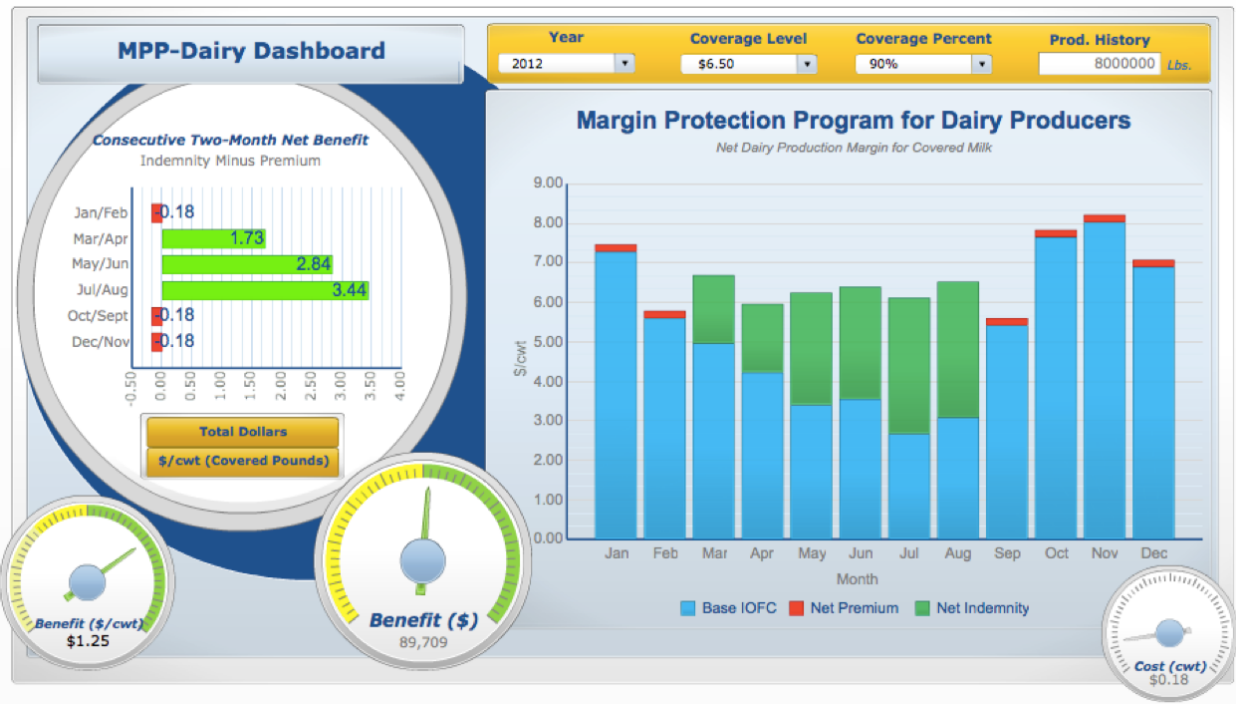 MPP-Dairy Dashboard
Year
Coverage Level
Coverage Percent
Prod. History
2012
$6.50
90%
8000000 Lbs.
Consecutive Two-Month Net Benefit
Indemnity Minus Premium
Jan/Feb -0.18
Mar/Apr 1.73
May/Jun 2.84
Jul/Aug 3.44
Oct/Sept -0.18
Dec/Nov -0.18
-0.50 0.00 0.50 1.00 1.50 2.00 2.50 3.00 3.50 4.00
Total Dollars
$/cwt (Covered Pounds)
Benefit ($/cwt)
$1.25
Benefit ($)
89,709
Margin Protection Program for Dairy Producers
Net Dairy Production Margin for Covered Milk
9.00
8.00
7.00
6.00
5.00
4.00
3.00
2.00
1.00
0.00
$/cwt
Jan Feb Mar Apr May Jun Jul Aug Sep Oct Nov Dec
Month
Base IOFC Net Premium Net Indemnity
Cost (cwt)
$0.18